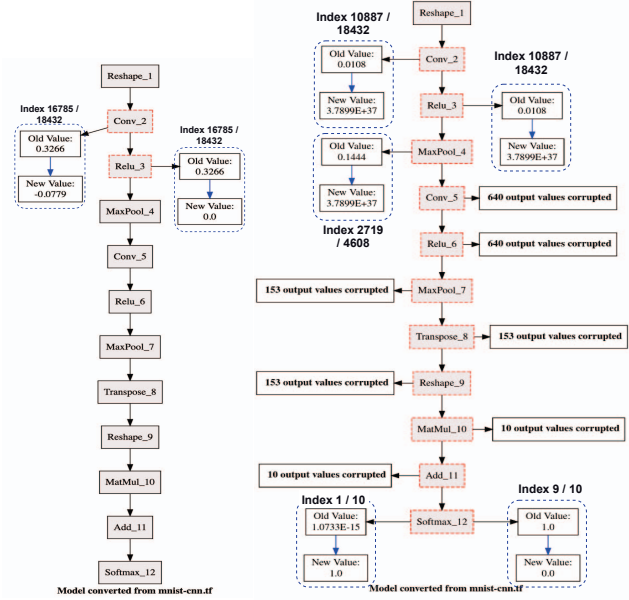 Reshape_1
Index 16785 /
18432
Conv_2
Old Value:
0.3266
New Value:
-0.0779
Index 16785 /
18432
Relu_3
Old Value:
0.3266
New Value:
0.0
MaxPool_4
Conv_5
Relu_6
MaxPool_7
Transpose_8
Reshape_9
MatMul_10
Add_11
Softmax_12
Model converted from mnist-cnn.tf
Reshape_1
Index 10887 /
18432
Old Value:
0.0108
New Value:
3.7899E+37
Conv_2
Index 10887 /
18432
Relu_3
Old Value:
0.0108
New Value:
3.7899E+37
Old Value:
0.1444
New Value:
3.7899E+37
Index 2719
/ 4608
MaxPool_4
Conv_5
640 output values corrupted
Relu_6
640 output values corrupted
153 output values corrupted
MaxPool_7
Transpose_8
153 output values corrupted
153 output values corrupted
Reshape_9
MatMul_10
10 output values corrupted
10 output values corrupted
Add_11
Index 1 / 10
Old Value:
1.0733E-15
New Value:
1.0
Softmax_12
Index 9 / 10
Old Value:
1.0
New Value:
0.0
Model converted from mnist-cnn.tf